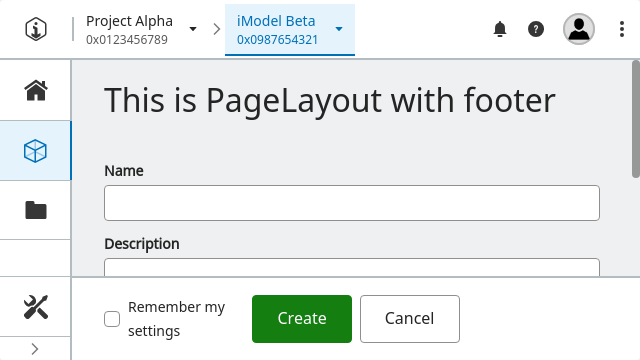 Project Alpha
0x0123456789
iModel Beta
0x0987654321
This is PageLayout with footer
Name
Description
Remember my
settings
Create
Cancel